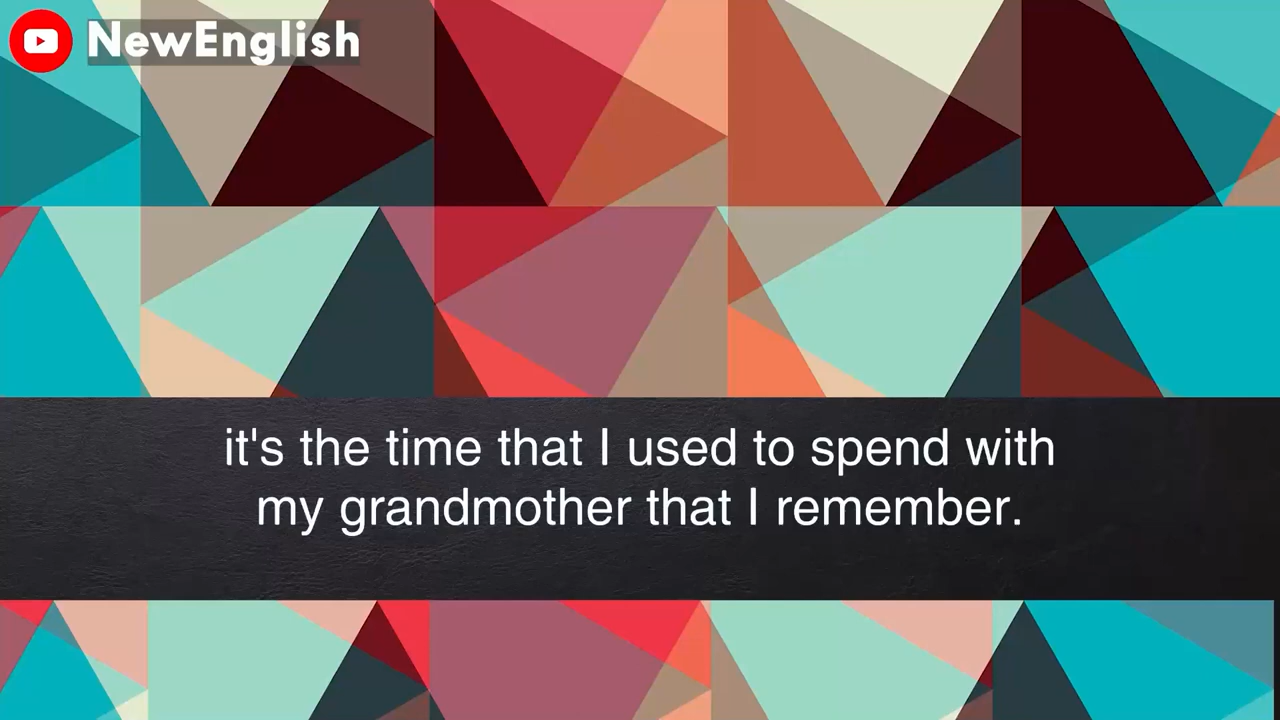 NewEnglish
it's the time that I used to spend with
my grandmother that I remember.